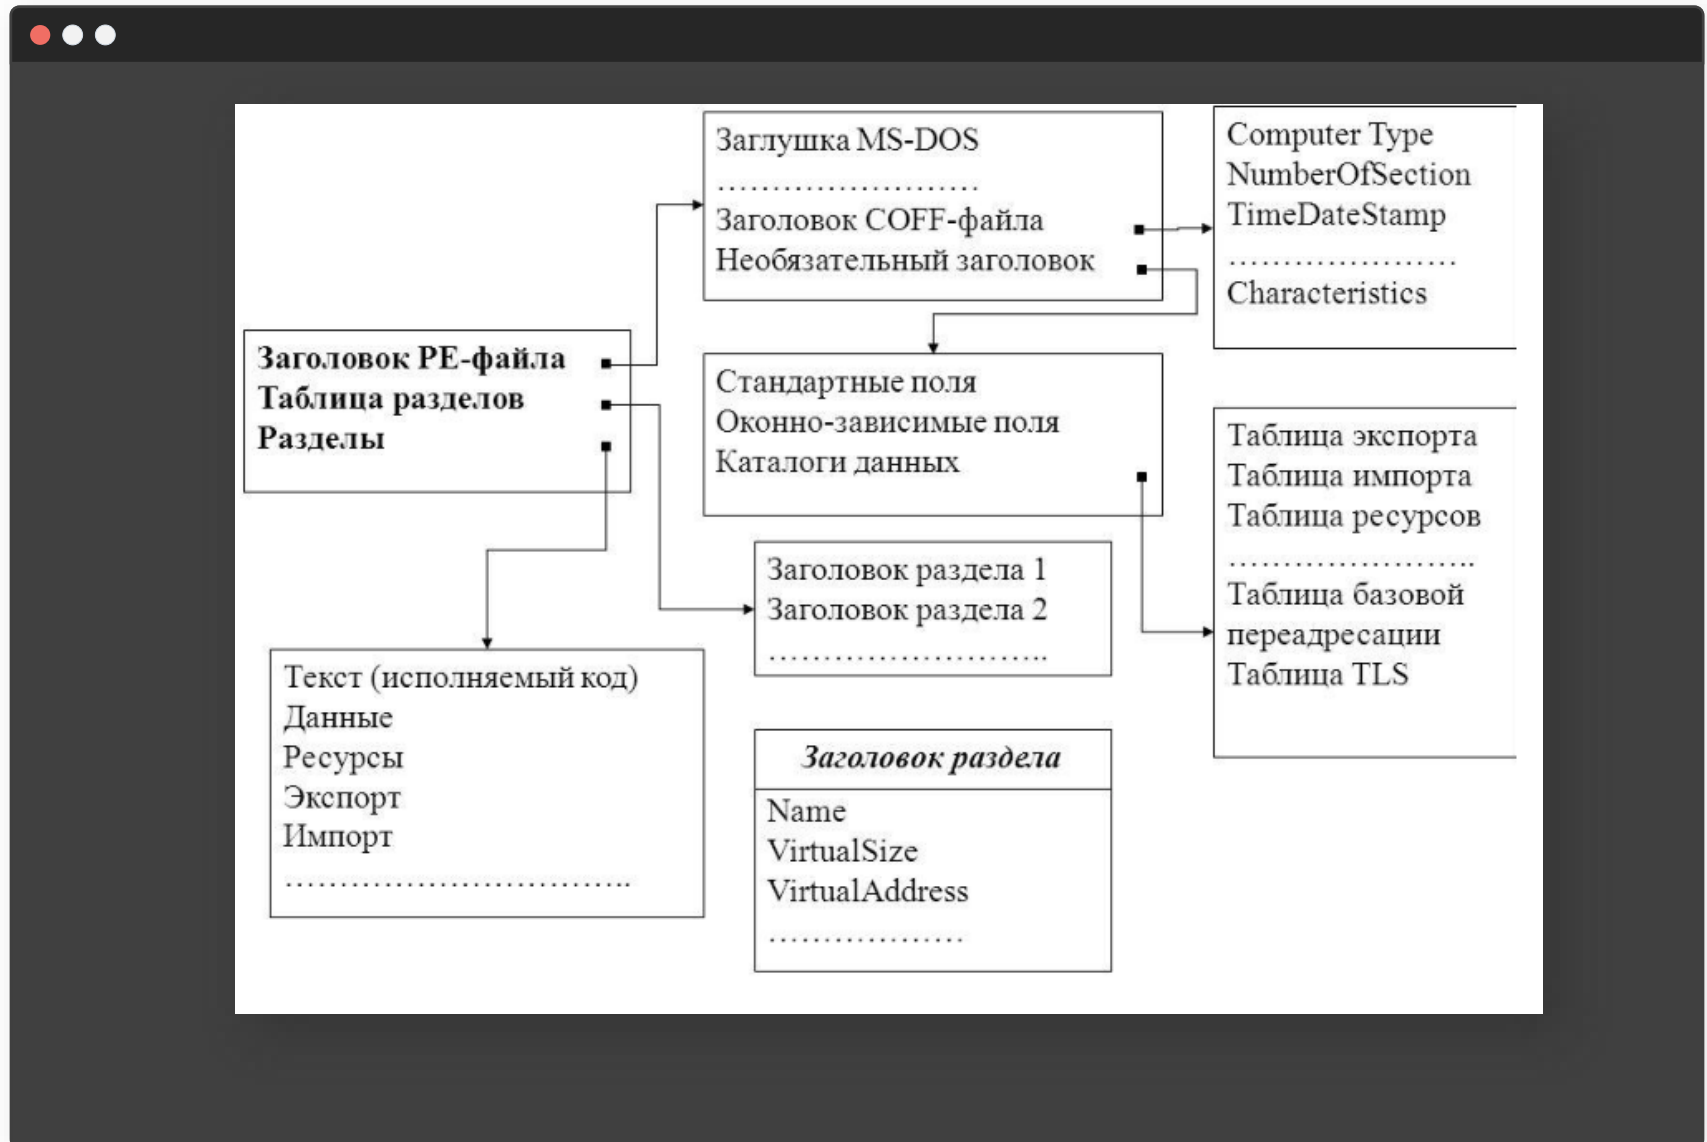 Заглушка MS-DOS
……………………….
Заголовок COFF-файла
Необязательный заголовок
Computer Type
NumberOfSection
TimeDateStamp
…………………….
Characteristics
Заголовок PE-файла
Таблица разделов
Разделы
Стандартные поля
Оконно-зависимые поля
Каталоги данных
Таблица экспорта
Таблица импорта
Таблица ресурсов
……………………..
Таблица базовой
переадресации
Таблица TLS
Заголовок раздела 1
Заголовок раздела 2
………………………..
Текст (исполняемый код)
Данные
Ресурсы
Экспорт
Импорт
……………………………….
Заголовок раздела
Name
VirtualSize
VirtualAddress
…………………